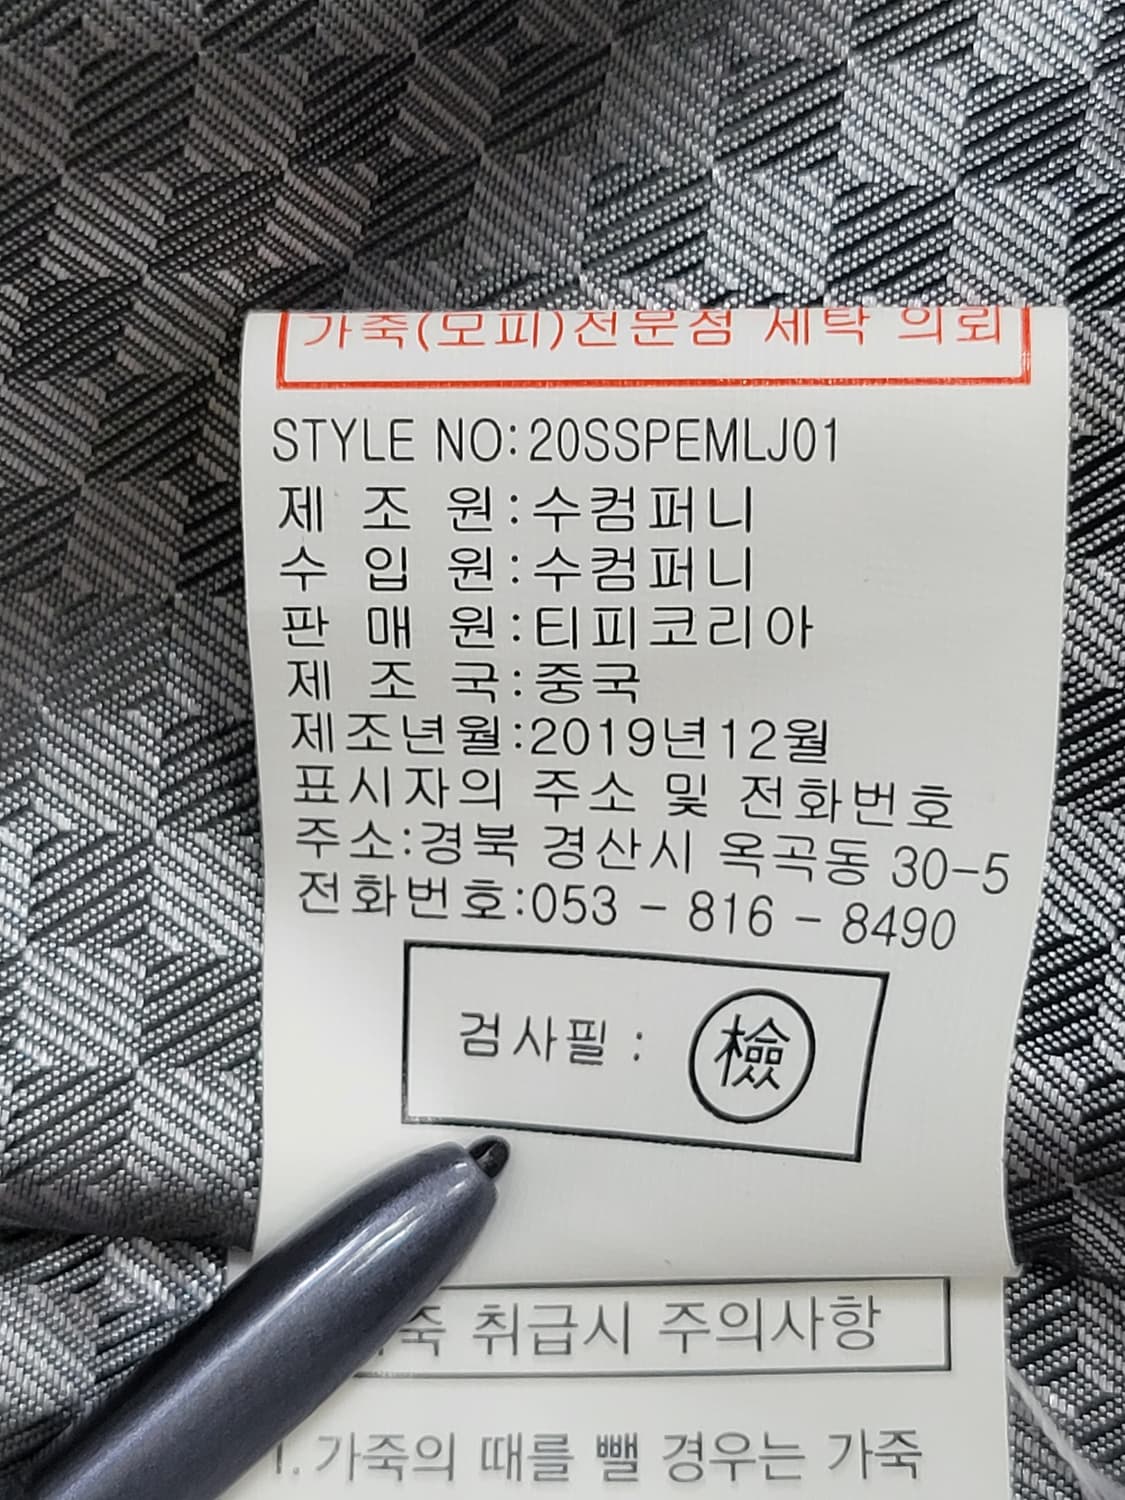 가죽(모피)전문점 세탁 의뢰
STYLE NO:20SSPEMLJ01
제 조 원:수컴퍼니
수 입 원:수컴퍼니
판 매 원:티피코리아
제 조 국:중국
제조년월:2019년12월
표시자의 주소 및 전화번호
주소:경북 경산시 옥곡동 30-5
전화번호:053 - 816 - 8490
검사필 : 檢
취급시 주의사항
1. 가죽의 때를 뺄 경우는 가죽